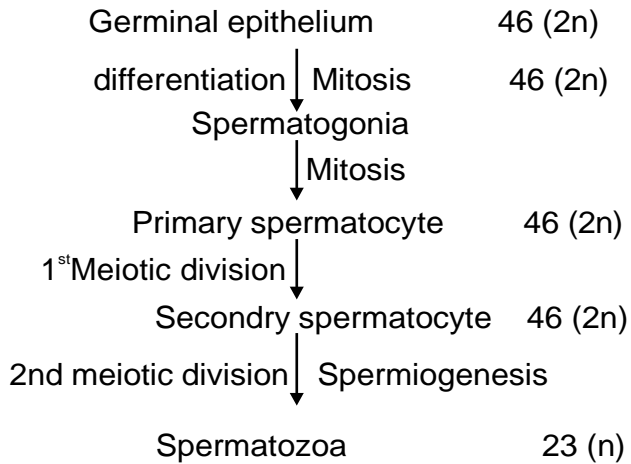 Germinal epithelium 46 (2n)
differentiation Mitosis 46 (2n)
Spermatogonia
Mitosis
Primary spermatocyte 46 (2n)
1stMeiotic division
Secondry spermatocyte 46 (2n)
2nd meiotic division Spermiogenesis
Spermatozoa 23 (n)